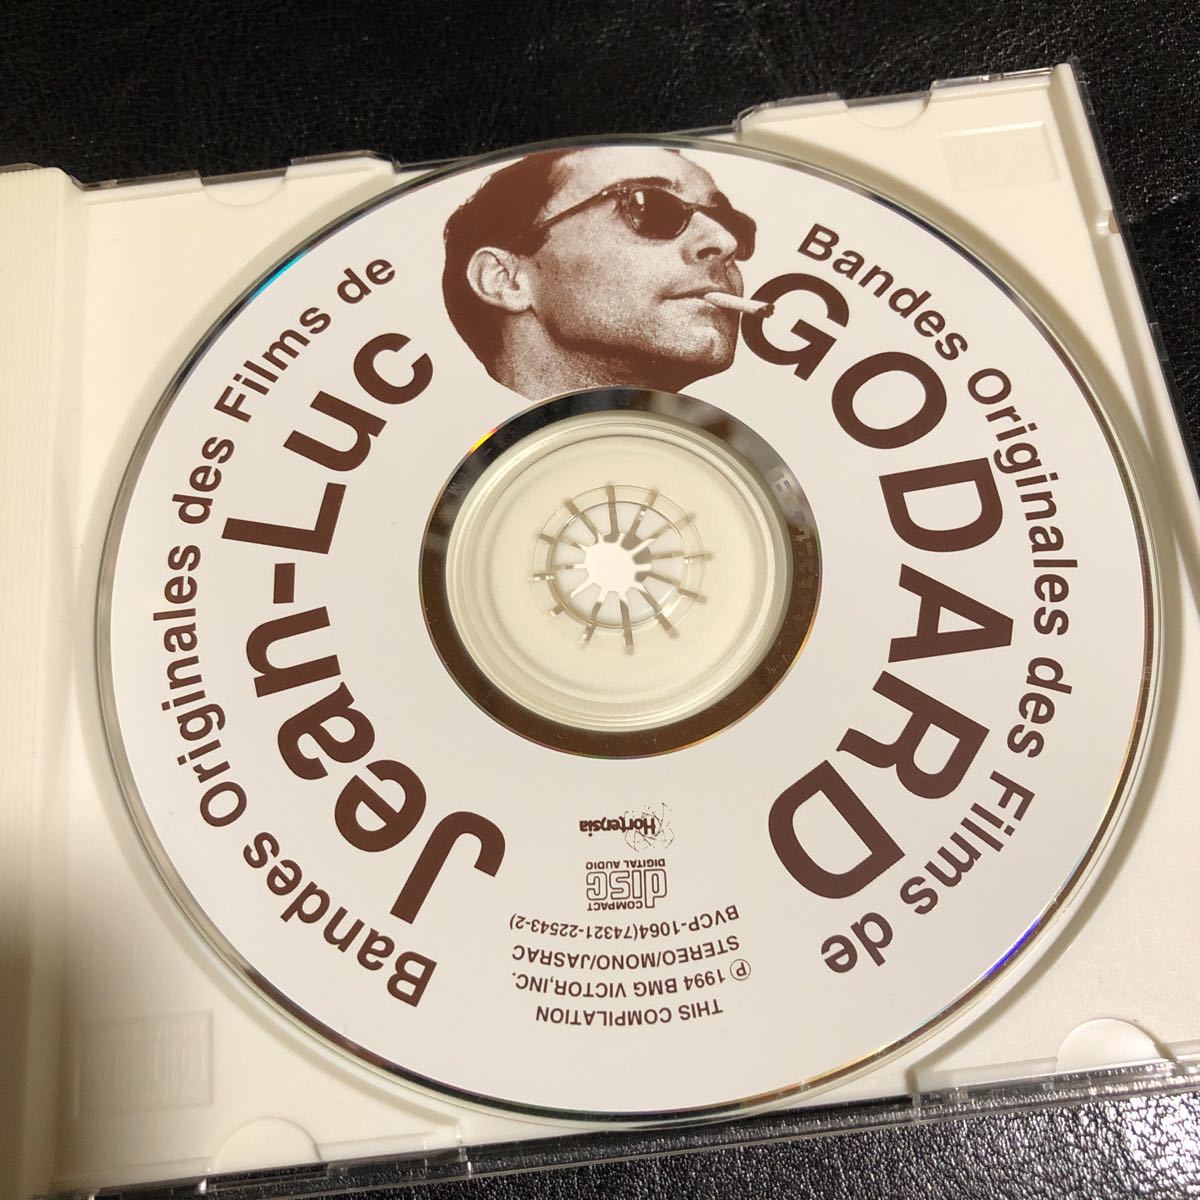 Bandes Originales des Films de
Jean-Luc
Bandes Originales des Films de
GODARD
Hortensia
COMPACT
disc
DIGITAL AUDIO
BVCP-1064(74321-22543-2)
STEREO/MONO/JASRAC
℗ 1994 BMG VICTOR,INC.
THIS COMPILATION